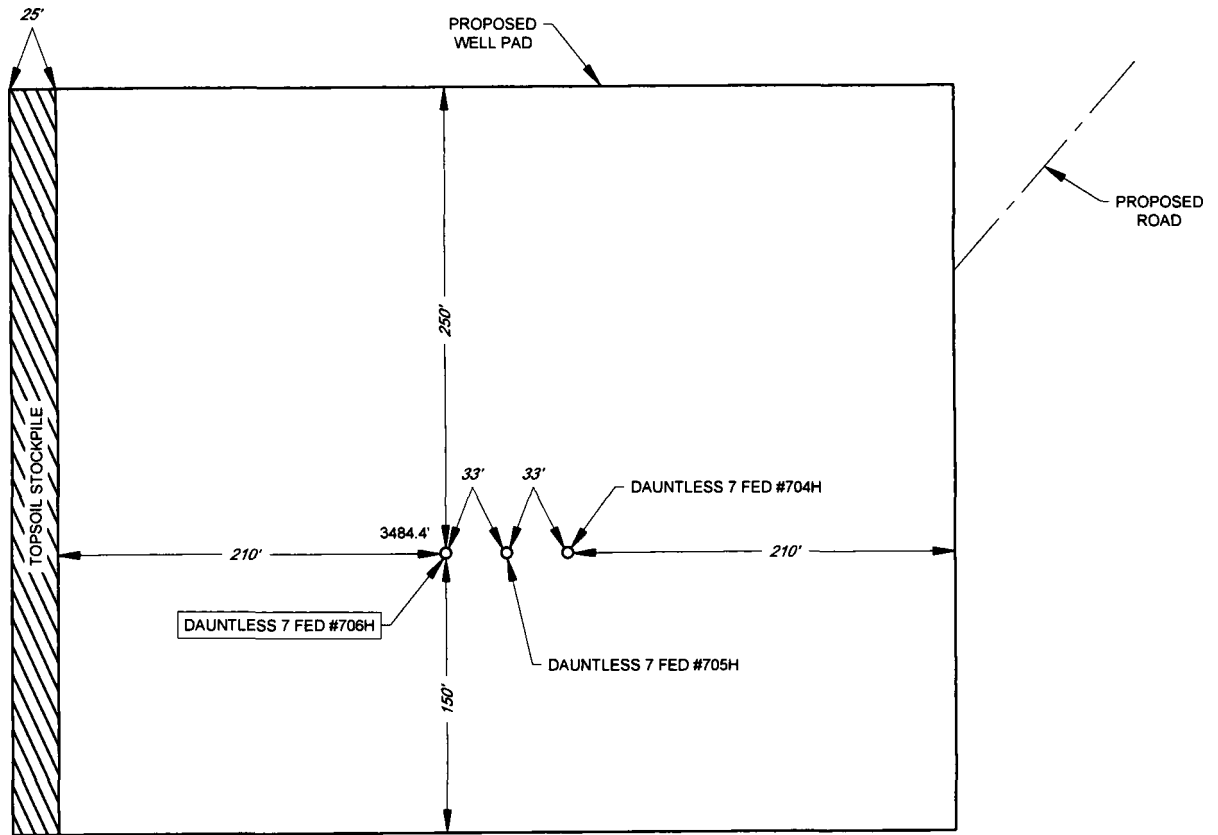 25'
PROPOSED
WELL PAD
PROPOSED
ROAD
250'
TOPSOIL STOCKPILE
33'
33'
DAUNTLESS 7 FED #704H
3484.4'
210'
210'
DAUNTLESS 7 FED #706H
DAUNTLESS 7 FED #705H
150'